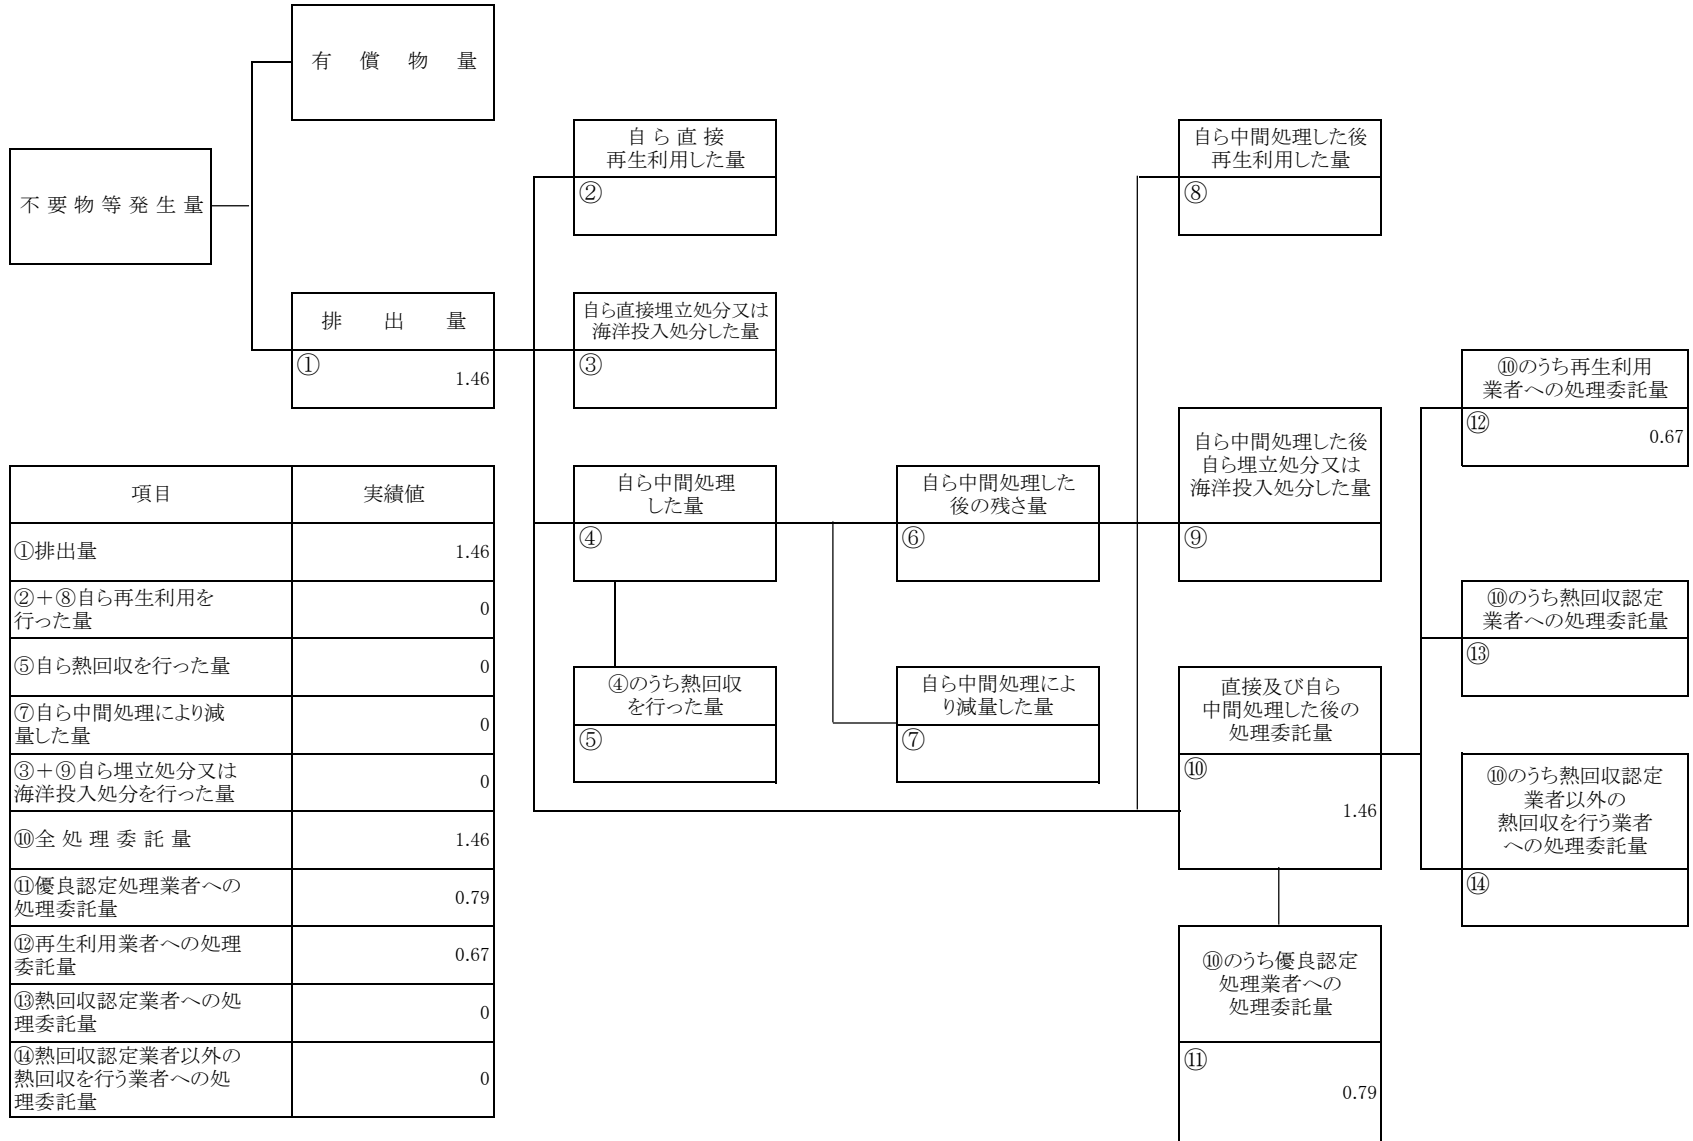 有償物量
不要物等発生量
排出量
①
1.46
自ら直接
再生利用した量
②
自ら直接埋立処分又は
海洋投入処分した量
③
自ら中間処理
した量
④
④のうち熱回収
を行った量
⑤
自ら中間処理した
後の残さ量
⑥
自ら中間処理によ
り減量した量
⑦
自ら中間処理した後
再生利用した量
⑧
自ら中間処理した後
自ら埋立処分又は
海洋投入処分した量
⑨
直接及び自ら
中間処理した後の
処理委託量
⑩
1.46
⑩のうち優良認定
処理業者への
処理委託量
⑪
0.79
⑩のうち再生利用
業者への処理委託量
⑫
0.67
⑩のうち熱回収認定
業者への処理委託量
⑬
⑩のうち熱回収認定
業者以外の
熱回収を行う業者
への処理委託量
⑭
項目 実績値
①排出量 1.46
②＋⑧自ら再生利用を
行った量 0
⑤自ら熱回収を行った量 0
⑦自ら中間処理により減
量した量 0
③＋⑨自ら埋立処分又は
海洋投入処分を行った量 0
⑩全処理委託量 1.46
⑪優良認定処理業者への
処理委託量 0.79
⑫再生利用業者への処理
委託量 0.67
⑬熱回収認定業者への処
理委託量 0
⑭熱回収認定業者以外の
熱回収を行う業者への処
理委託量 0